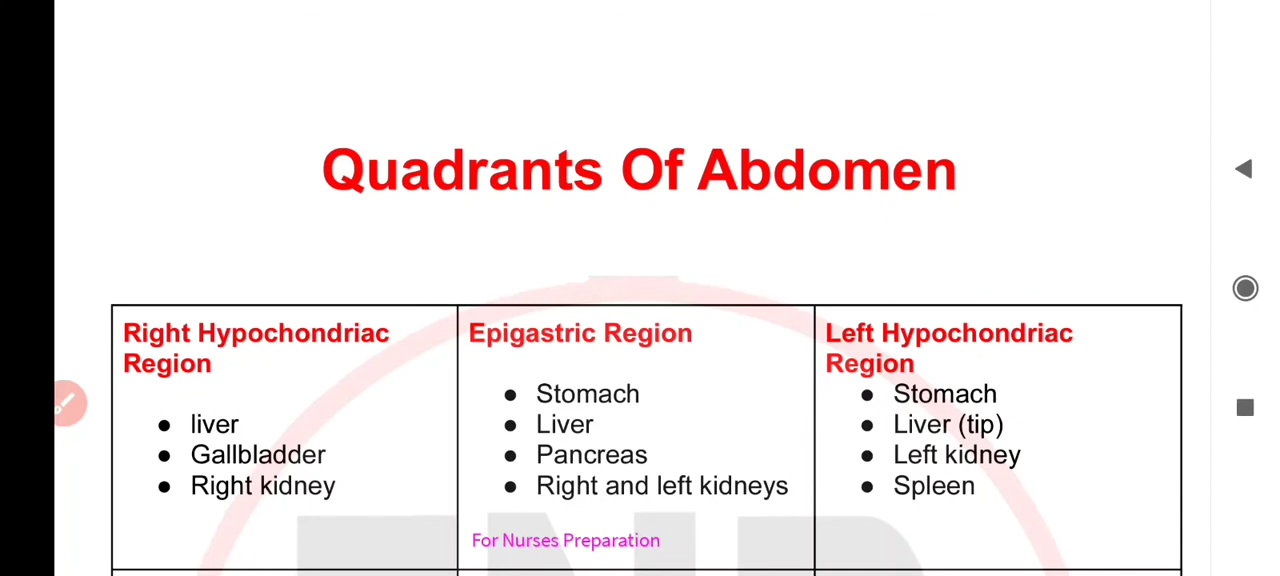 Quadrants Of Abdomen
Right Hypochondriac
Region
● liver
● Gallbladder
● Right kidney
Epigastric Region
● Stomach
● Liver
● Pancreas
● Right and left kidneys
For Nurses Preparation
Left Hypochondriac
Region
● Stomach
● Liver (tip)
● Left kidney
● Spleen